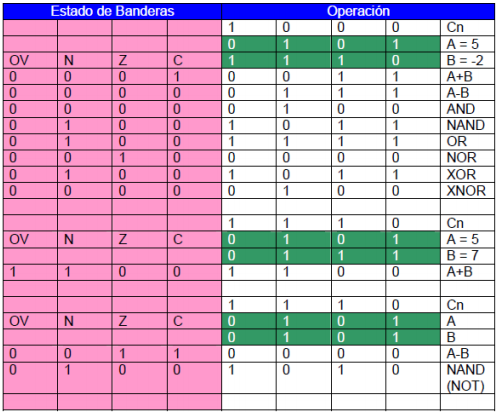 Estado de Banderas Operación
1 0 0 0 Cn
0 1 0 1 A = 5
OV N Z C 1 1 1 0 B = -2
0 0 0 1 0 0 1 1 A+B
0 0 0 0 0 1 1 1 A-B
0 0 0 0 0 1 0 0 AND
0 1 0 0 1 0 1 1 NAND
0 1 0 0 1 1 1 1 OR
0 0 1 0 0 0 0 0 NOR
0 1 0 0 1 0 1 1 XOR
0 0 0 0 0 1 0 0 XNOR
1 1 1 0 Cn
OV N Z C 0 1 0 1 A = 5
0 1 1 1 B = 7
1 1 0 0 1 1 0 0 A+B
1 1 1 0 Cn
OV N Z C 0 1 0 1 A
0 1 0 1 B
0 0 1 1 0 0 0 0 A-B
0 1 0 0 1 0 1 0 NAND
(NOT)